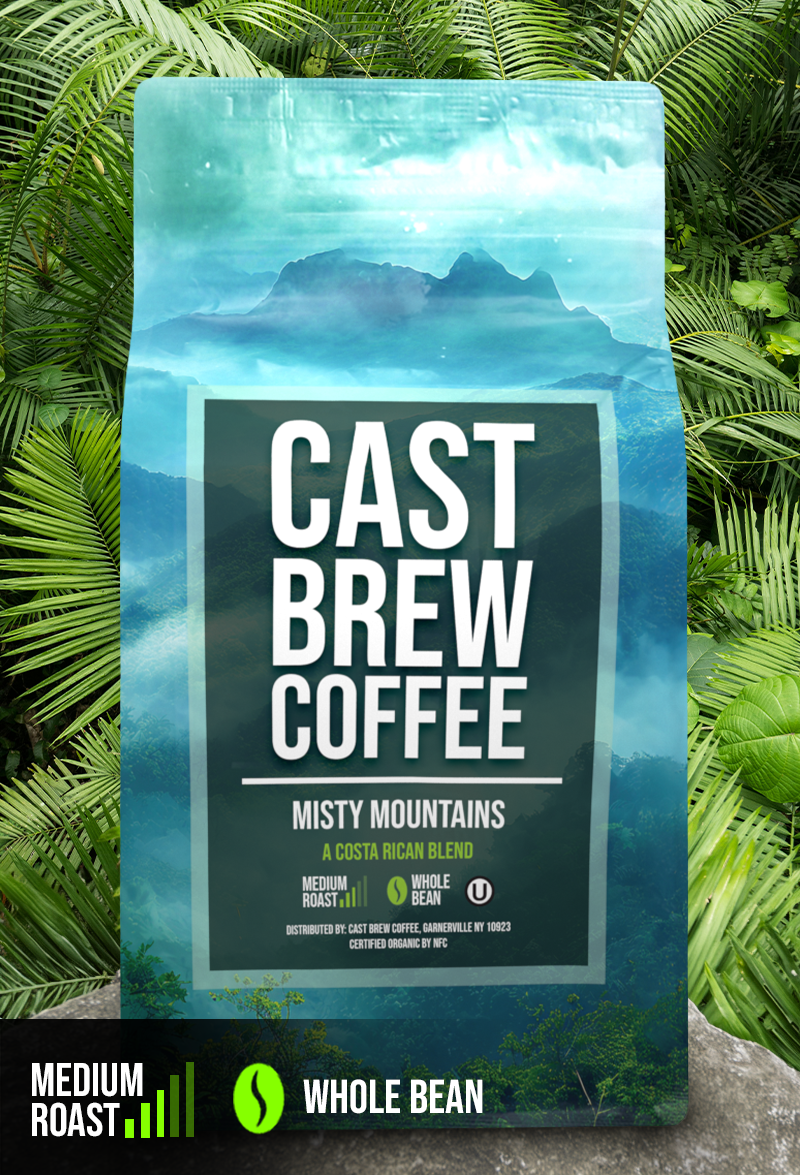 CAST
BREW
COFFEE
MISTY MOUNTAINS
A COSTA RICAN BLEND
MEDIUM
ROAST
WHOLE
BEAN
U
DISTRIBUTED BY: CAST BREW COFFEE, GARNERVILLE NY 10923
CERTIFIED ORGANIC BY NFC
MEDIUM
ROAST
WHOLE BEAN